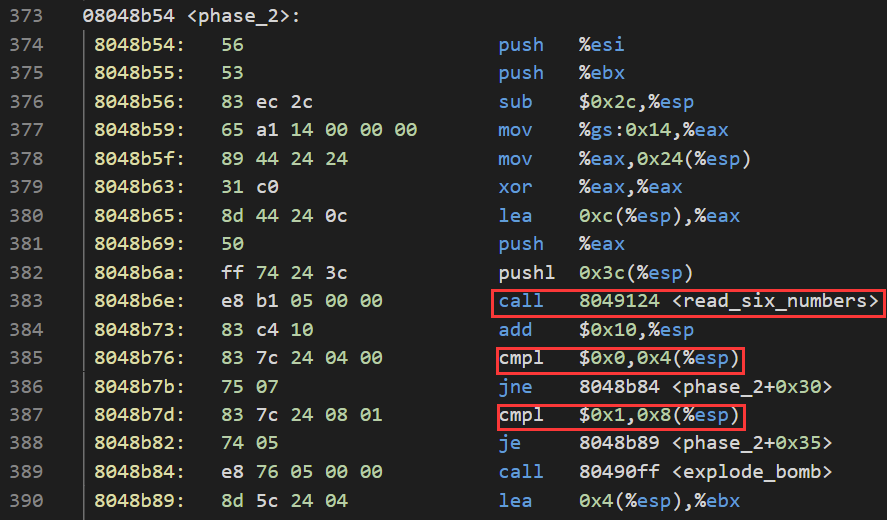 373 08048b54 <phase_2>:
374 8048b54: 56 push %esi
375 8048b55: 53 push %ebx
376 8048b56: 83 ec 2c sub $0x2c,%esp
377 8048b59: 65 a1 14 00 00 00 mov %gs:0x14,%eax
378 8048b5f: 89 44 24 24 mov %eax,0x24(%esp)
379 8048b63: 31 c0 xor %eax,%eax
380 8048b65: 8d 44 24 0c lea 0xc(%esp),%eax
381 8048b69: 50 push %eax
382 8048b6a: ff 74 24 3c pushl 0x3c(%esp)
383 8048b6e: e8 b1 05 00 00 call 8049124 <read_six_numbers>
384 8048b73: 83 c4 10 add $0x10,%esp
385 8048b76: 83 7c 24 04 00 cmpl $0x0,0x4(%esp)
386 8048b7b: 75 07 jne 8048b84 <phase_2+0x30>
387 8048b7d: 83 7c 24 08 01 cmpl $0x1,0x8(%esp)
388 8048b82: 74 05 je 8048b89 <phase_2+0x35>
389 8048b84: e8 76 05 00 00 call 80490ff <explode_bomb>
390 8048b89: 8d 5c 24 04 lea 0x4(%esp),%ebx